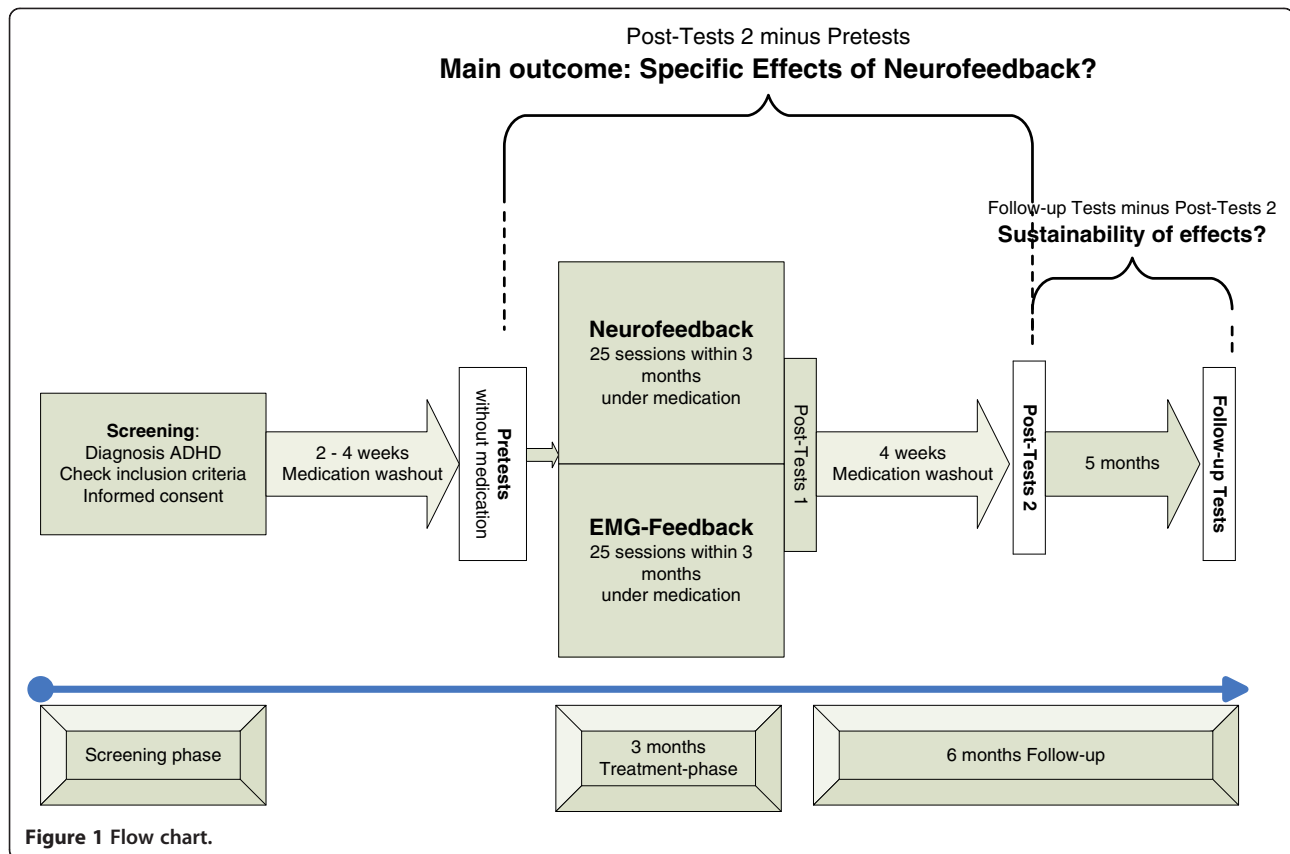 Post-Tests 2 minus Pretests
Main outcome: Specific Effects of Neurofeedback?
Follow-up Tests minus Post-Tests 2
Sustainability of effects?
Screening:
Diagnosis ADHD
Check inclusion criteria
Informed consent
2 - 4 weeks
Medication washout
Pretests
without medication
Neurofeedback
25 sessions within 3
months
under medication
EMG-Feedback
25 sessions within 3
months
under medication
Post-Tests 1
4 weeks
Medication washout
Post-Tests 2
5 months
Follow-up Tests
Screening phase
3 months
Treatment-phase
6 months Follow-up
Figure 1 Flow chart.